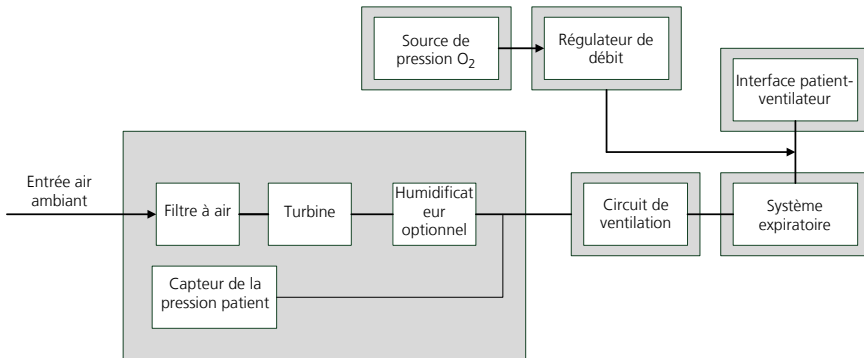 Source de
pression O2
Régulateur de
débit
Interface patient-
ventilateur
Entrée air
ambiant
Filtre à air
Turbine
Humidificat
eur
optionnel
Circuit de
ventilation
Système
expiratoire
Capteur de la
pression patient